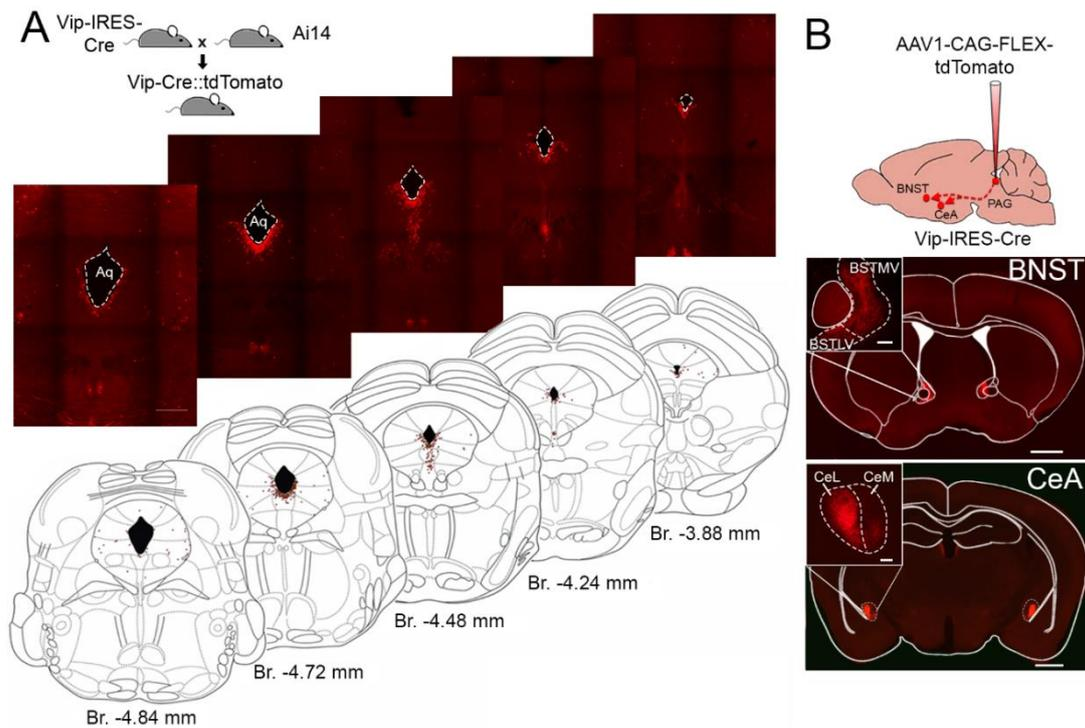 A
Vip-IRES-
Cre
x
Ai14
Vip-Cre::tdTomato
Aq
Aq
Br. -4.84 mm
Br. -4.72 mm
Br. -4.48 mm
Br. -4.24 mm
Br. -3.88 mm
B
AAV1-CAG-FLEX-
tdTomato
BNST
CeA
PAG
Vip-IRES-Cre
BNST
BSTMV
BSTLV
CeA
CeL
CeM